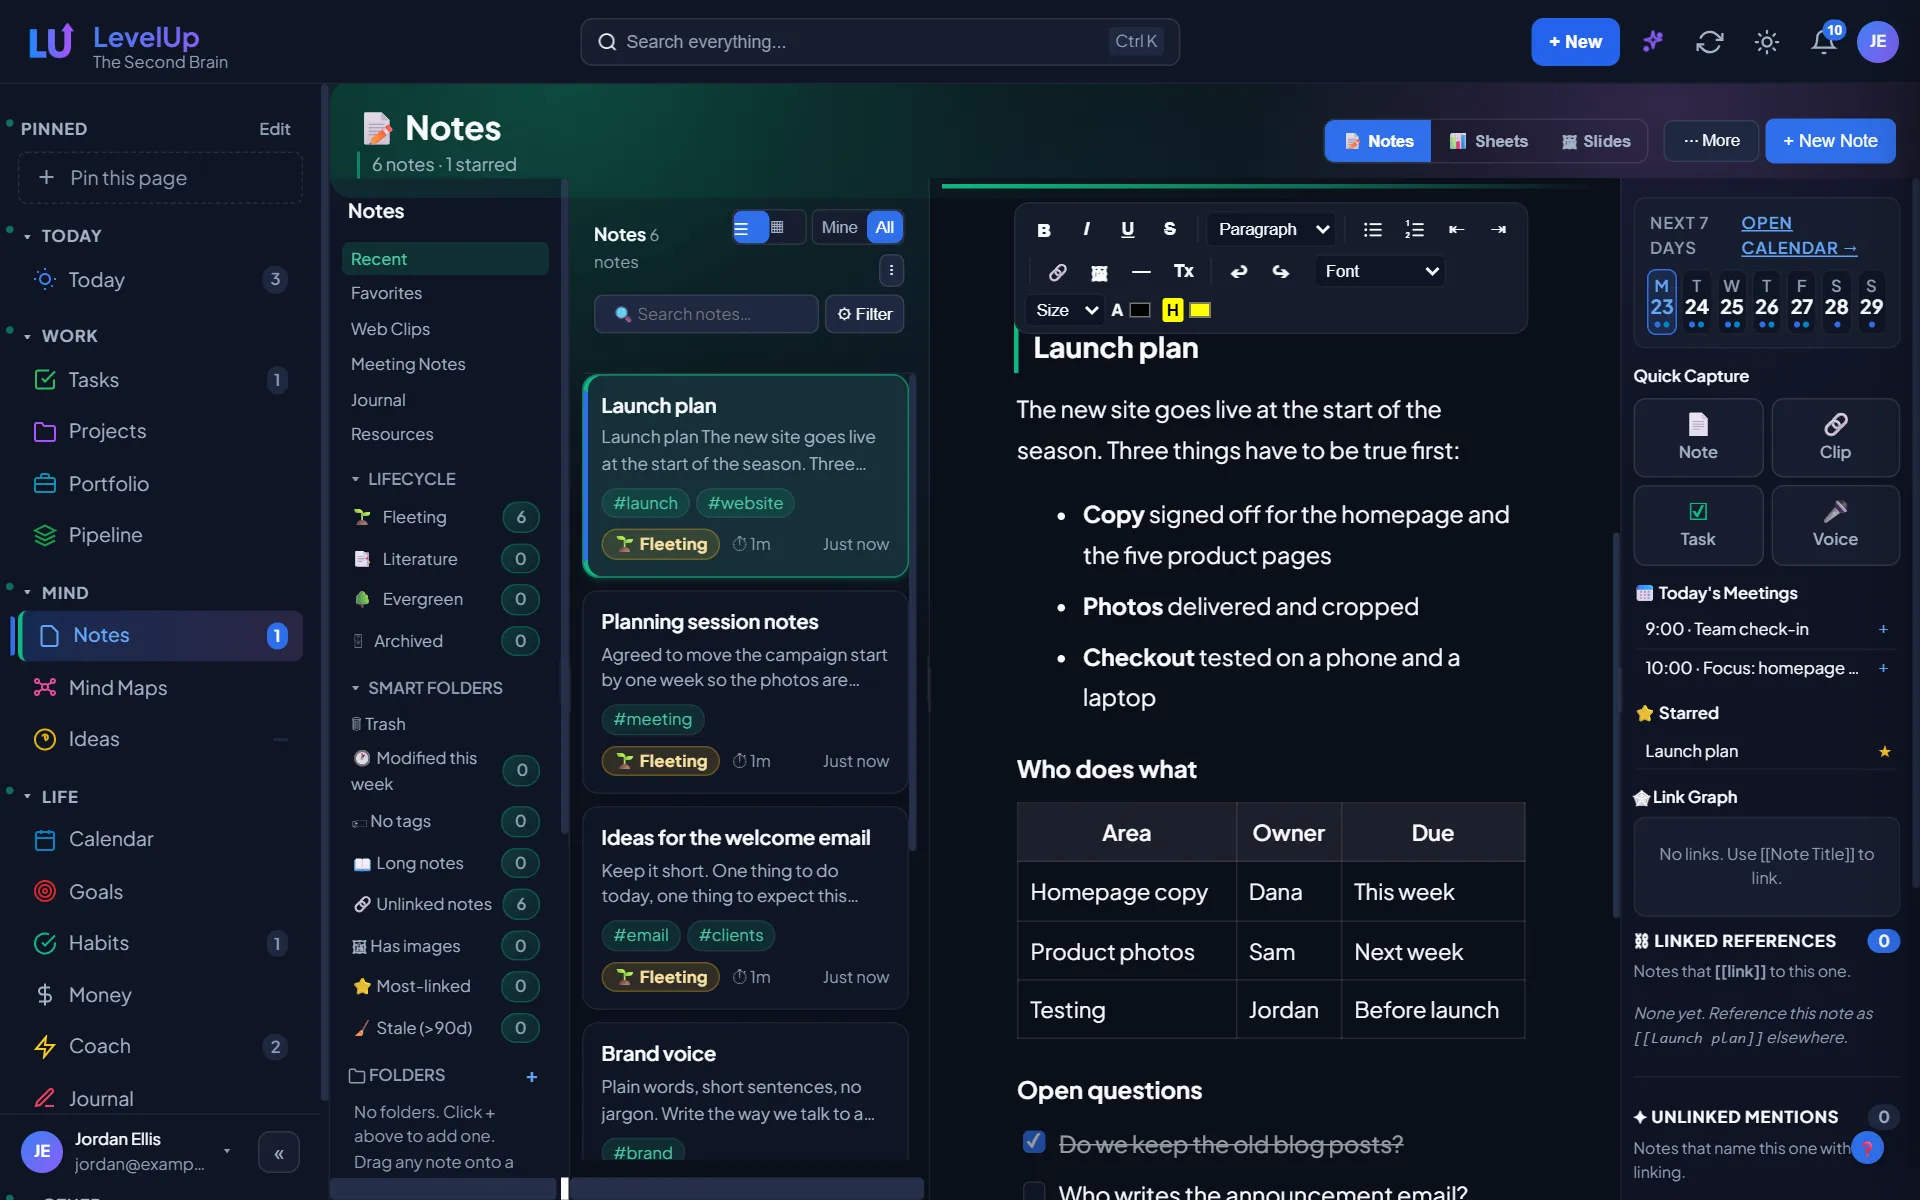 LevelUp
The Second Brain
Search everything...
Ctrl K
+ New
10
JE
PINNED
Edit
+ Pin this page
TODAY
Today
3
WORK
Tasks
1
Projects
Portfolio
Pipeline
MIND
Notes
1
Mind Maps
Ideas
LIFE
Calendar
Goals
Habits
1
Money
Coach
2
Journal
JE
Jordan Ellis
jordan@examp...
«
Notes
6 notes · 1 starred
Notes
Sheets
Slides
··· More
+ New Note
Notes
Recent
Favorites
Web Clips
Meeting Notes
Journal
Resources
LIFECYCLE
Fleeting
6
Literature
0
Evergreen
0
Archived
0
SMART FOLDERS
Trash
Modified this
week
0
No tags
0
Long notes
0
Unlinked notes
6
Has images
0
Most-linked
0
Stale (>90d)
0
FOLDERS
+
No folders. Click +
above to add one.
Drag any note onto a
Notes 6
notes
Mine
All
Search notes...
Filter
Launch plan
Launch plan The new site goes live
at the start of the season. Three...
#launch
#website
Fleeting
1m
Just now
Planning session notes
Agreed to move the campaign start
by one week so the photos are...
#meeting
Fleeting
1m
Just now
Ideas for the welcome email
Keep it short. One thing to do
today, one thing to expect this...
#email
#clients
Fleeting
1m
Just now
Brand voice
Plain words, short sentences, no
jargon. Write the way we talk to a...
#brand
B I U S
Paragraph
Tx
Font
Size
A
H
Launch plan
The new site goes live at the start of the
season. Three things have to be true first:
• Copy signed off for the homepage and
the five product pages
• Photos delivered and cropped
• Checkout tested on a phone and a
laptop
Who does what
Area Owner Due
Homepage copy Dana This week
Product photos Sam Next week
Testing Jordan Before launch
Open questions
Do we keep the old blog posts?
Who writes the announcement email?
NEXT 7
DAYS
OPEN
CALENDAR →
M T W T F S S
23 24 25 26 27 28 29
Quick Capture
Note
Clip
Task
Voice
Today's Meetings
9:00 · Team check-in
+
10:00 · Focus: homepage ...
+
Starred
Launch plan
Link Graph
No links. Use [[Note Title]] to
link.
LINKED REFERENCES
0
Notes that [[link]] to this one.
None yet. Reference this note as
[[Launch plan]] elsewhere.
UNLINKED MENTIONS
0
Notes that name this one with
linking.